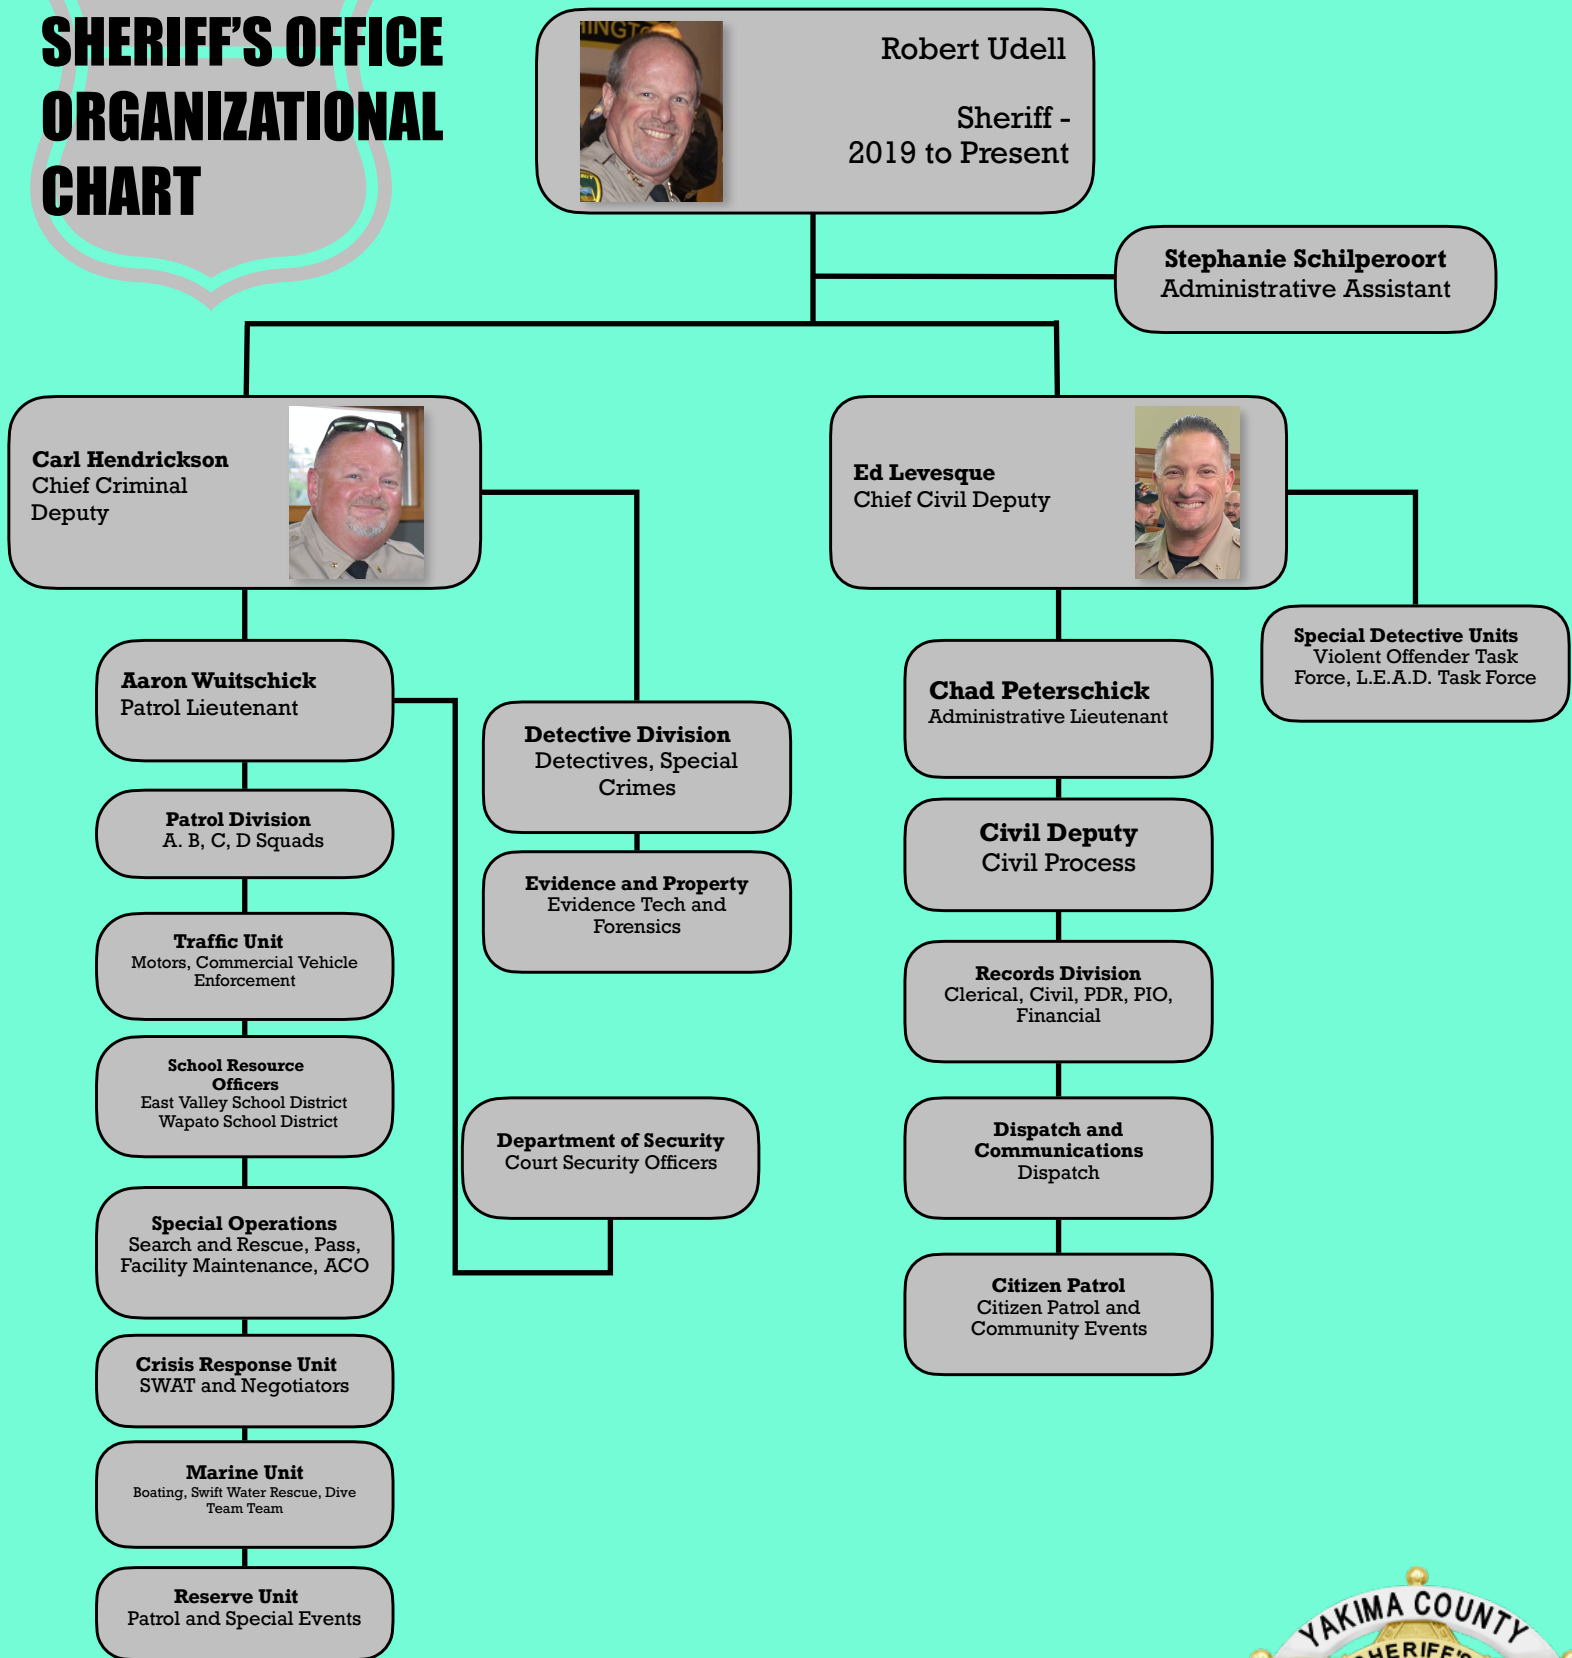 SHERIFF'S OFFICE
ORGANIZATIONAL
CHART
HINGT
Robert Udell
Sheriff -
2019 to Present
Stephanie Schilperoort
Administrative Assistant
Carl Hendrickson
Chief Criminal
Deputy
Ed Levesque
Chief Civil Deputy
Aaron Wuitschick
Patrol Lieutenant
Patrol Division
A. B, C, D Squads
Traffic Unit
Motors, Commercial Vehicle
Enforcement
School Resource
Officers
East Valley School District
Wapato School District
Special Operations
Search and Rescue, Pass,
Facility Maintenance, ACO
Crisis Response Unit
SWAT and Negotiators
Marine Unit
Boating, Swift Water Rescue, Dive
Team Team
Reserve Unit
Patrol and Special Events
Detective Division
Detectives, Special
Crimes
Evidence and Property
Evidence Tech and
Forensics
Department of Security
Court Security Officers
Chad Peterschick
Administrative Lieutenant
Civil Deputy
Civil Process
Records Division
Clerical, Civil, PDR, PIO,
Financial
Dispatch and
Communications
Dispatch
Citizen Patrol
Citizen Patrol and
Community Events
Special Detective Units
Violent Offender Task
Force, L.E.A.D. Task Force
YAKIMA COUNTY
SHERIFF'S